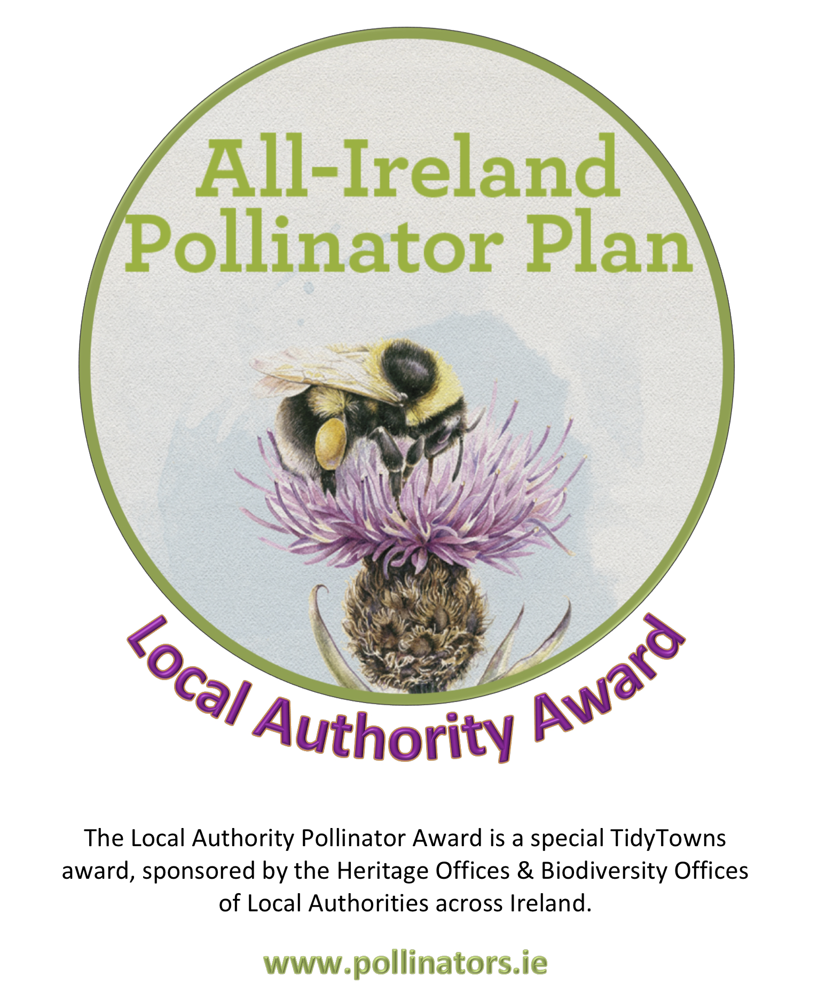 All-Ireland
Pollinator Plan
Local Authority Award
The Local Authority Pollinator Award is a special TidyTowns
award, sponsored by the Heritage Offices & Biodiversity Offices
of Local Authorities across Ireland.
www.pollinators.ie